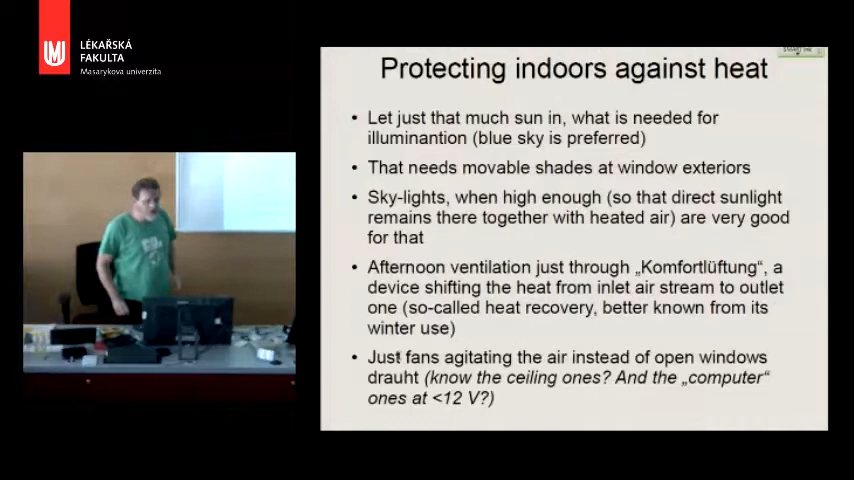 LÉKAŘSKÁ
FAKULTA
Masarykova univerzita
Protecting indoors against heat
• Let just that much sun in, what is needed for
illuminantion (blue sky is preferred)
• That needs movable shades at window exteriors
• Sky-lights, when high enough (so that direct sunlight
remains there together with heated air) are very good
for that
• Afternoon ventilation just through „Komfortlüftung“, a
device shifting the heat from inlet air stream to outlet
one (so-called heat recovery, better known from its
winter use)
• Just fans agitating the air instead of open windows
drauht (know the ceiling ones? And the „computer“
ones at <12 V?)